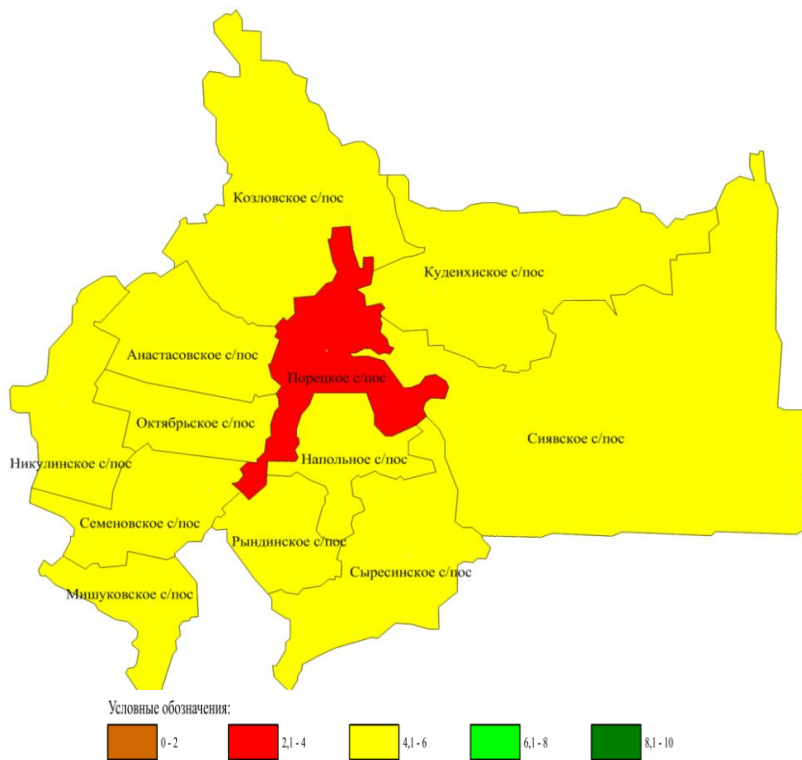 Козловское с/пос
Кудеихиское с/пос
Анастасовское с/пос
Порецкое с/пос
Октябрьское с/пос
Сиявское с/пос
Никулинское с/пос
Напольное с/пос
Семеновское с/пос
Рындинское с/пос
Сыресинское с/пос
Мишуковское с/пос
Условные обозначения:
0 - 2
2,1 - 4
4,1 - 6
6,1 - 8
8,1 - 10